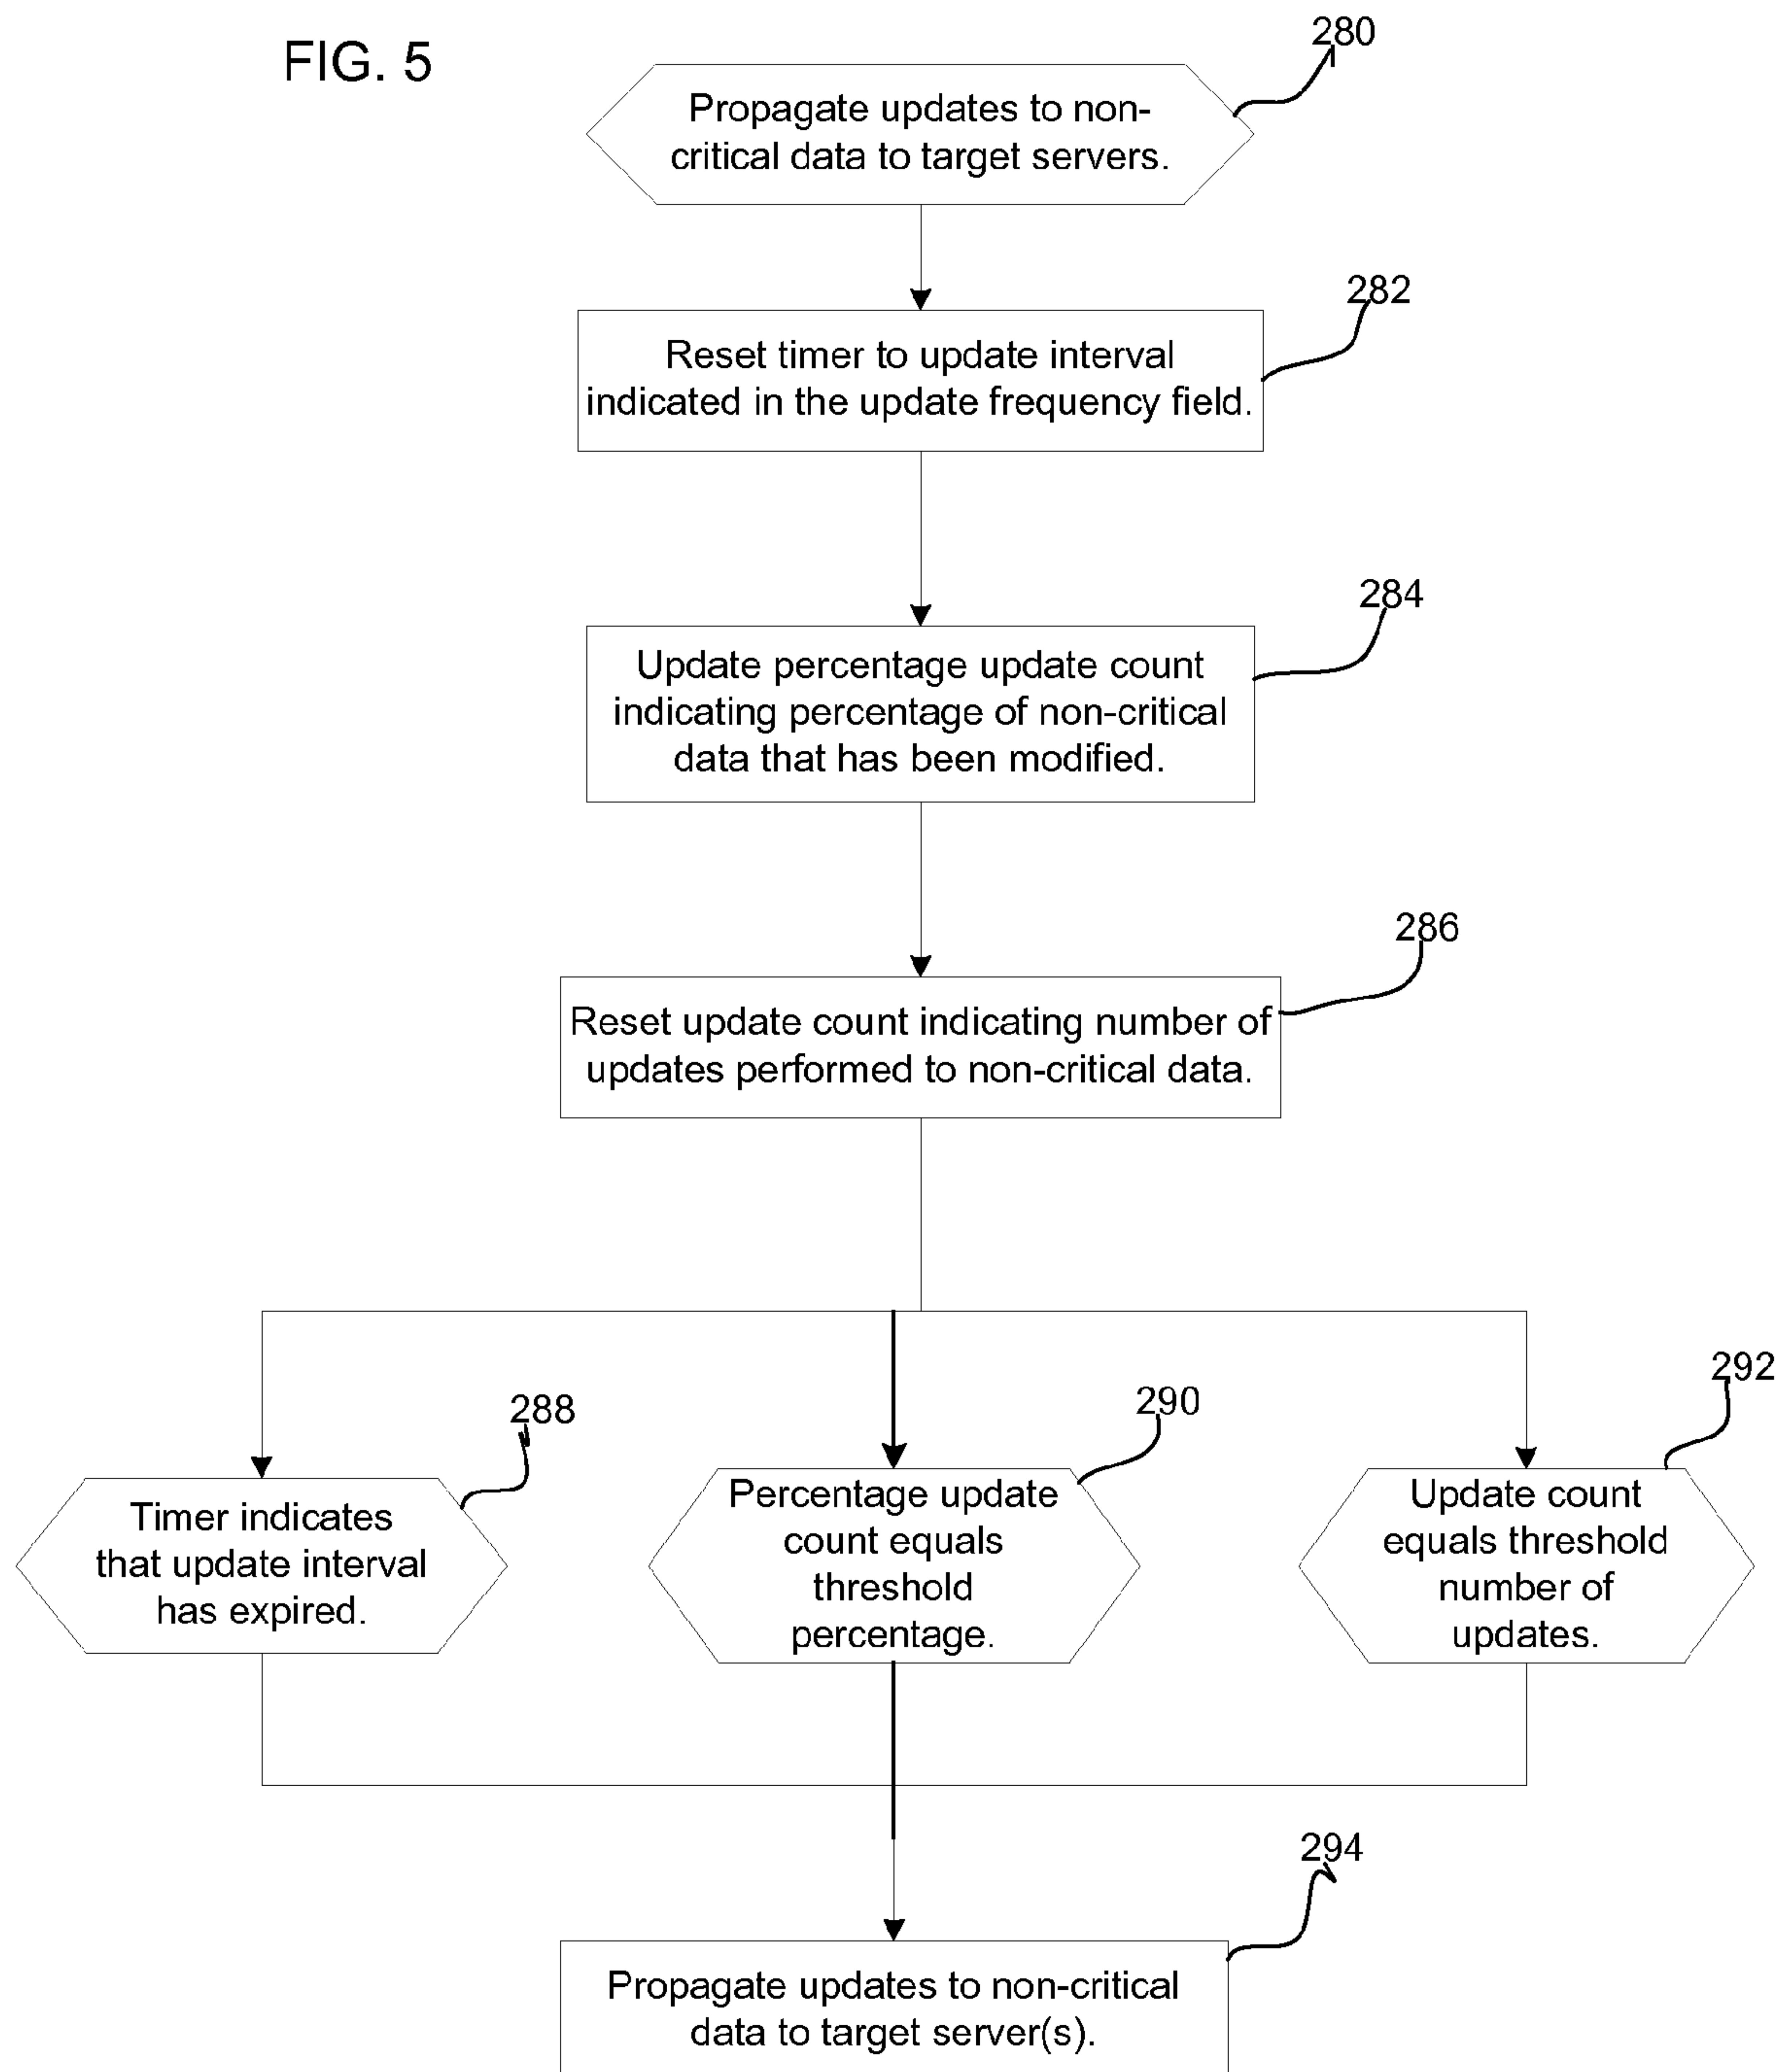 FIG. 5
280
Propagate updates to non-
critical data to target servers.
282
Reset timer to update interval
indicated in the update frequency field.
284
Update percentage update count
indicating percentage of non-critical
data that has been modified.
286
Reset update count indicating number of
updates performed to non-critical data.
288
Timer indicates
that update interval
has expired.
290
Percentage update
count equals
threshold
percentage.
292
Update count
equals threshold
number of
updates.
294
Propagate updates to non-critical
data to target server(s).